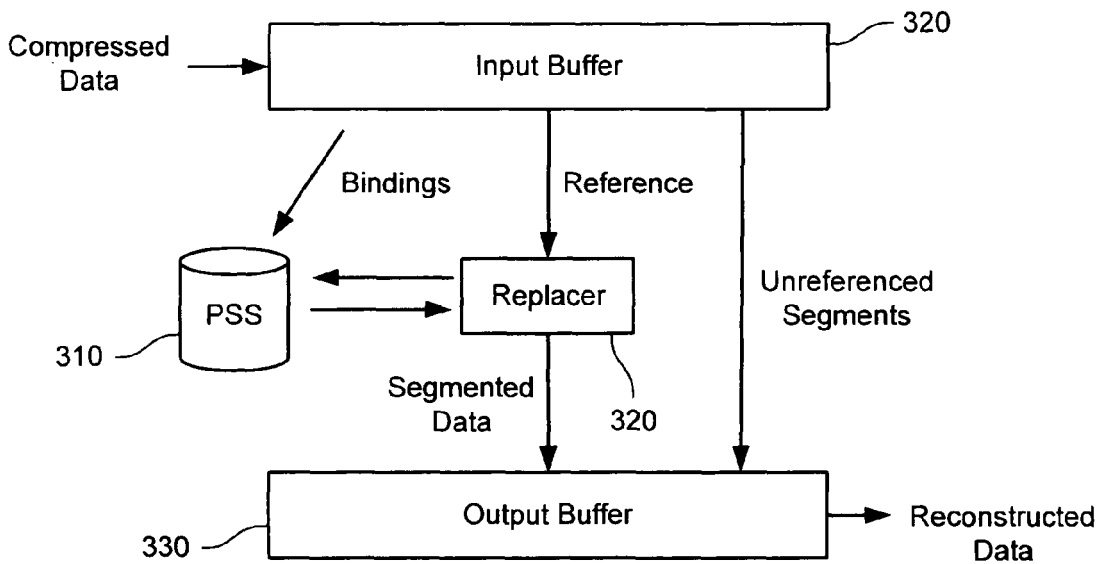 320
Compressed
Data
Input Buffer
Bindings
Reference
PSS
Replacer
Unreferenced
Segments
310
Segmented
Data
320
Output Buffer
330
Reconstructed
Data